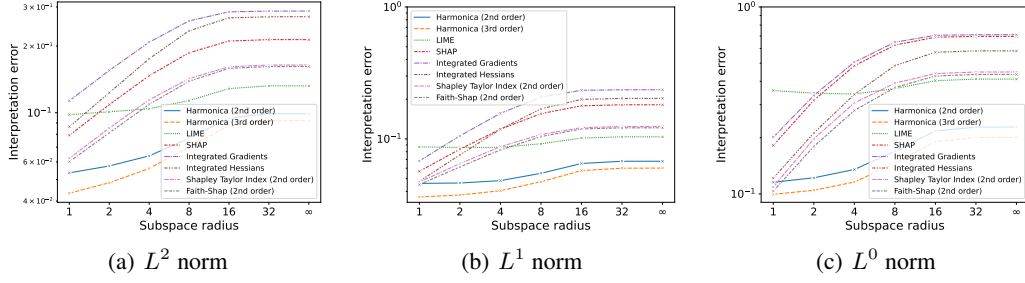 3 × 10⁻¹
2 × 10⁻¹
10⁻¹
6 × 10⁻²
4 × 10⁻²
Interpretation error
Harmonica (2nd order)
Harmonica (3rd order)
LIME
SHAP
Integrated Gradients
Integrated Hessians
Shapley Taylor Index (2nd order)
Faith-Shap (2nd order)
1 2 4 8 16 32 ∞
Subspace radius
(a) L² norm
10⁰
10⁻¹
Interpretation error
Harmonica (2nd order)
Harmonica (3rd order)
LIME
SHAP
Integrated Gradients
Integrated Hessians
Shapley Taylor Index (2nd order)
Faith-Shap (2nd order)
1 2 4 8 16 32 ∞
Subspace radius
(b) L¹ norm
10⁰
10⁻¹
Interpretation error
Harmonica (2nd order)
Harmonica (3rd order)
LIME
SHAP
Integrated Gradients
Integrated Hessians
Shapley Taylor Index (2nd order)
Faith-Shap (2nd order)
1 2 4 8 16 32 ∞
Subspace radius
(c) L⁰ norm